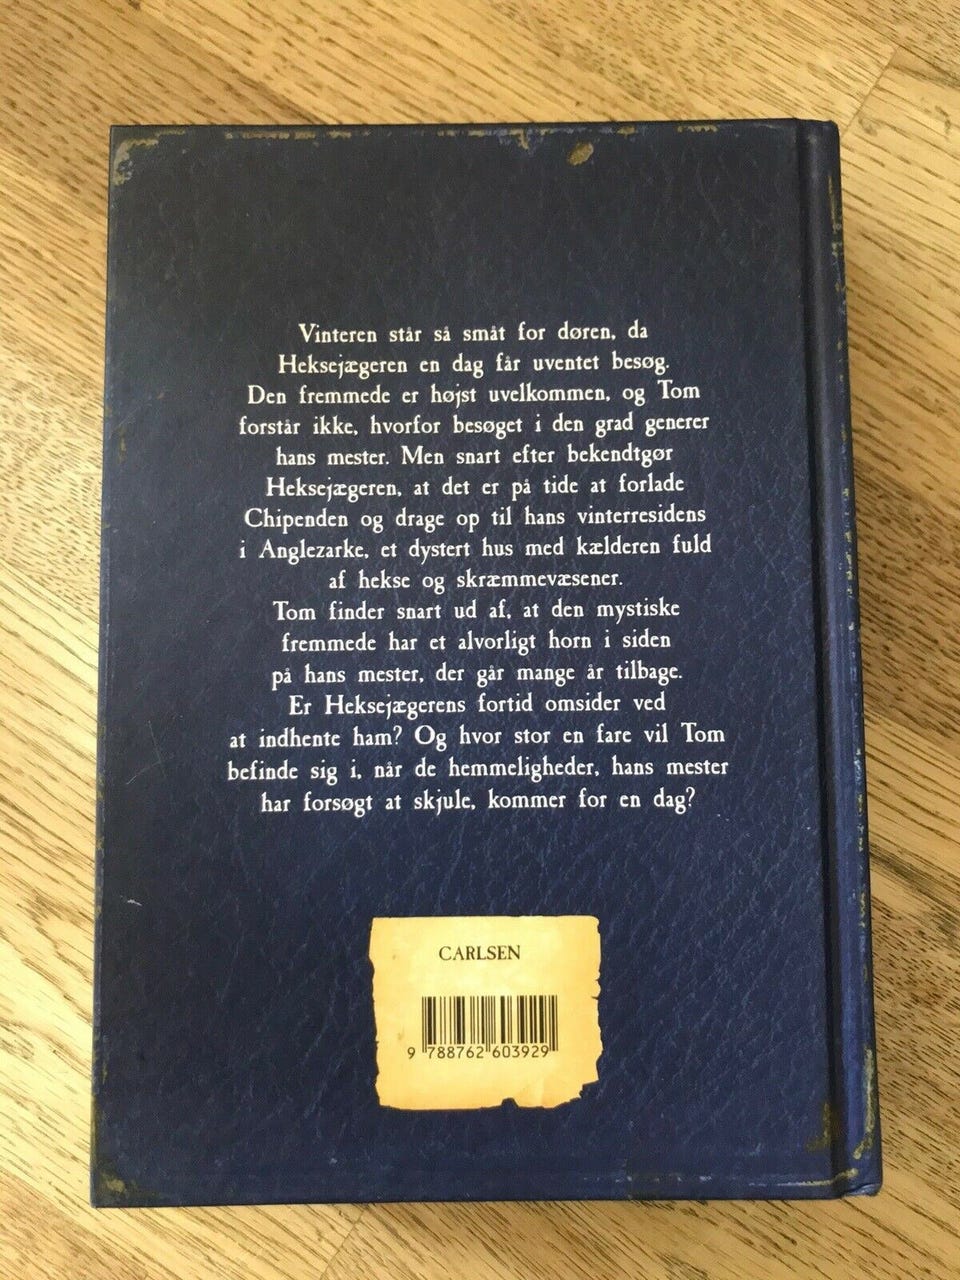 Vinteren står så småt for døren, da
Heksejægeren en dag får uventet besøg.
Den fremmede er højst uvelkommen, og Tom
forstår ikke, hvorfor besøget i den grad generer
hans mester. Men snart efter bekendtgør
Heksejægeren, at det er på tide at forlade
Chipenden og drage op til hans vinterresidens
i Anglezarke, et dystert hus med kælderen fuld
af hekse og skræmmevæsener.
Tom finder snart ud af, at den mystiske
fremmede har et alvorligt horn i siden
på hans mester, der går mange år tilbage.
Er Heksejægerens fortid omsider ved
at indhente ham? Og hvor stor en fare vil Tom
befinde sig i, når de hemmeligheder, hans mester
har forsøgt at skjule, kommer for en dag?
CARLSEN
9 788762 603929